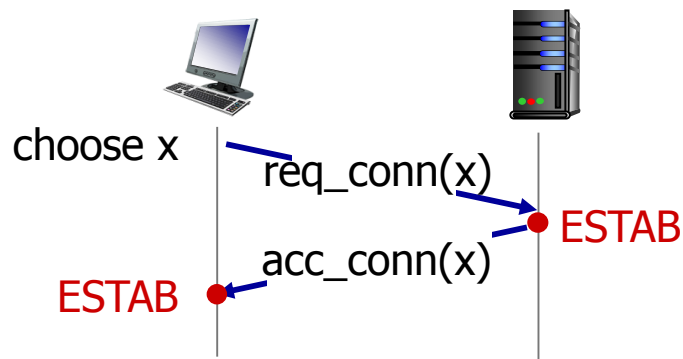 choose x
req_conn(x)
ESTAB
acc_conn(x)
ESTAB